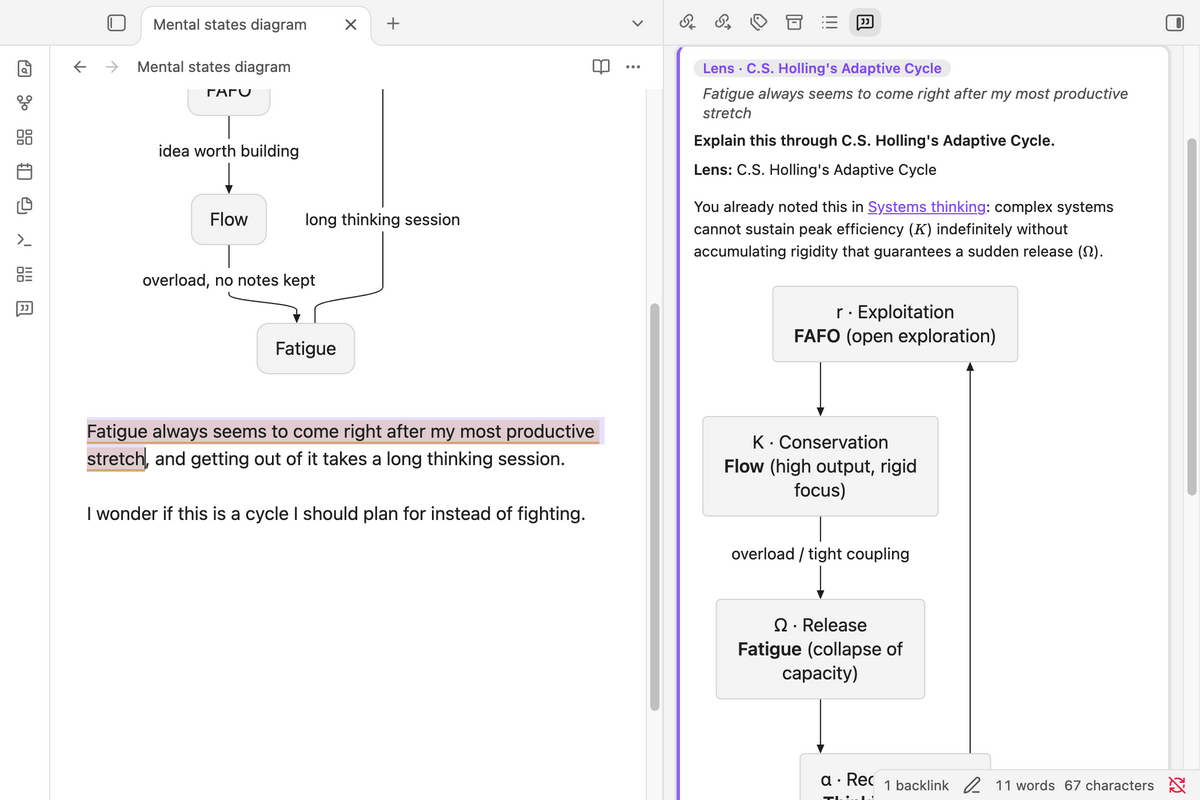 Mental states diagram
Mental states diagram
FAFO
idea worth building
Flow
long thinking session
overload, no notes kept
Fatigue
Fatigue always seems to come right after my most productive
stretch, and getting out of it takes a long thinking session.
I wonder if this is a cycle I should plan for instead of fighting.
Lens · C.S. Holling's Adaptive Cycle
Fatigue always seems to come right after my most productive
stretch
Explain this through C.S. Holling's Adaptive Cycle.
Lens: C.S. Holling's Adaptive Cycle
You already noted this in Systems thinking: complex systems
cannot sustain peak efficiency (K) indefinitely without
accumulating rigidity that guarantees a sudden release (Ω).
r · Exploitation
FAFO (open exploration)
K · Conservation
Flow (high output, rigid
focus)
overload / tight coupling
Ω · Release
Fatigue (collapse of
capacity)
α ·
1 backlink
11 words 67 characters